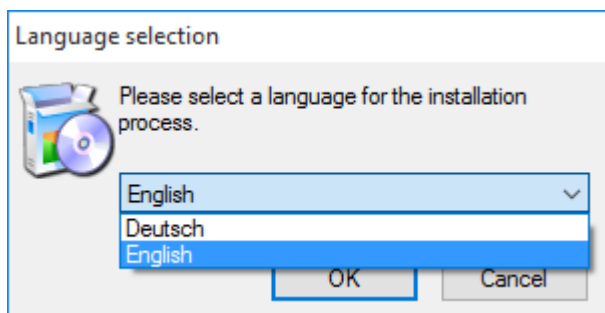 Language selection
Please select a language for the installation
process.
English
Deutsch
English
OK
Cancel